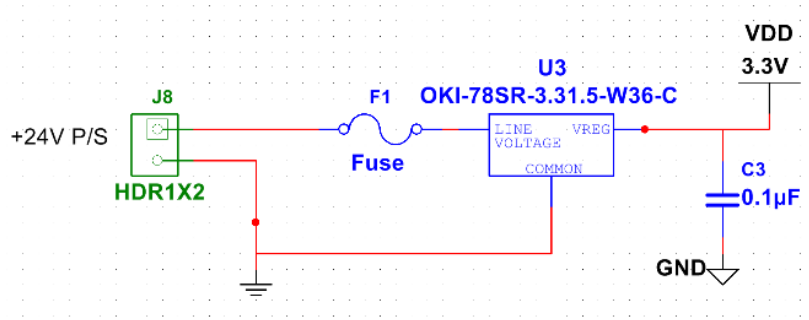 VDD
3.3V
U3
OKI-78SR-3.31.5-W36-C
J8
F1
+24V P/S
LINE VREG
VOLTAGE
COMMON
Fuse
HDR1X2
C3
0.1µF
GND